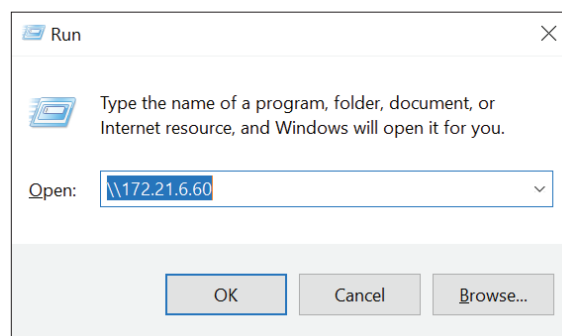 Run
Type the name of a program, folder, document, or
Internet resource, and Windows will open it for you.
Open: \\172.21.6.60
OK Cancel Browse...